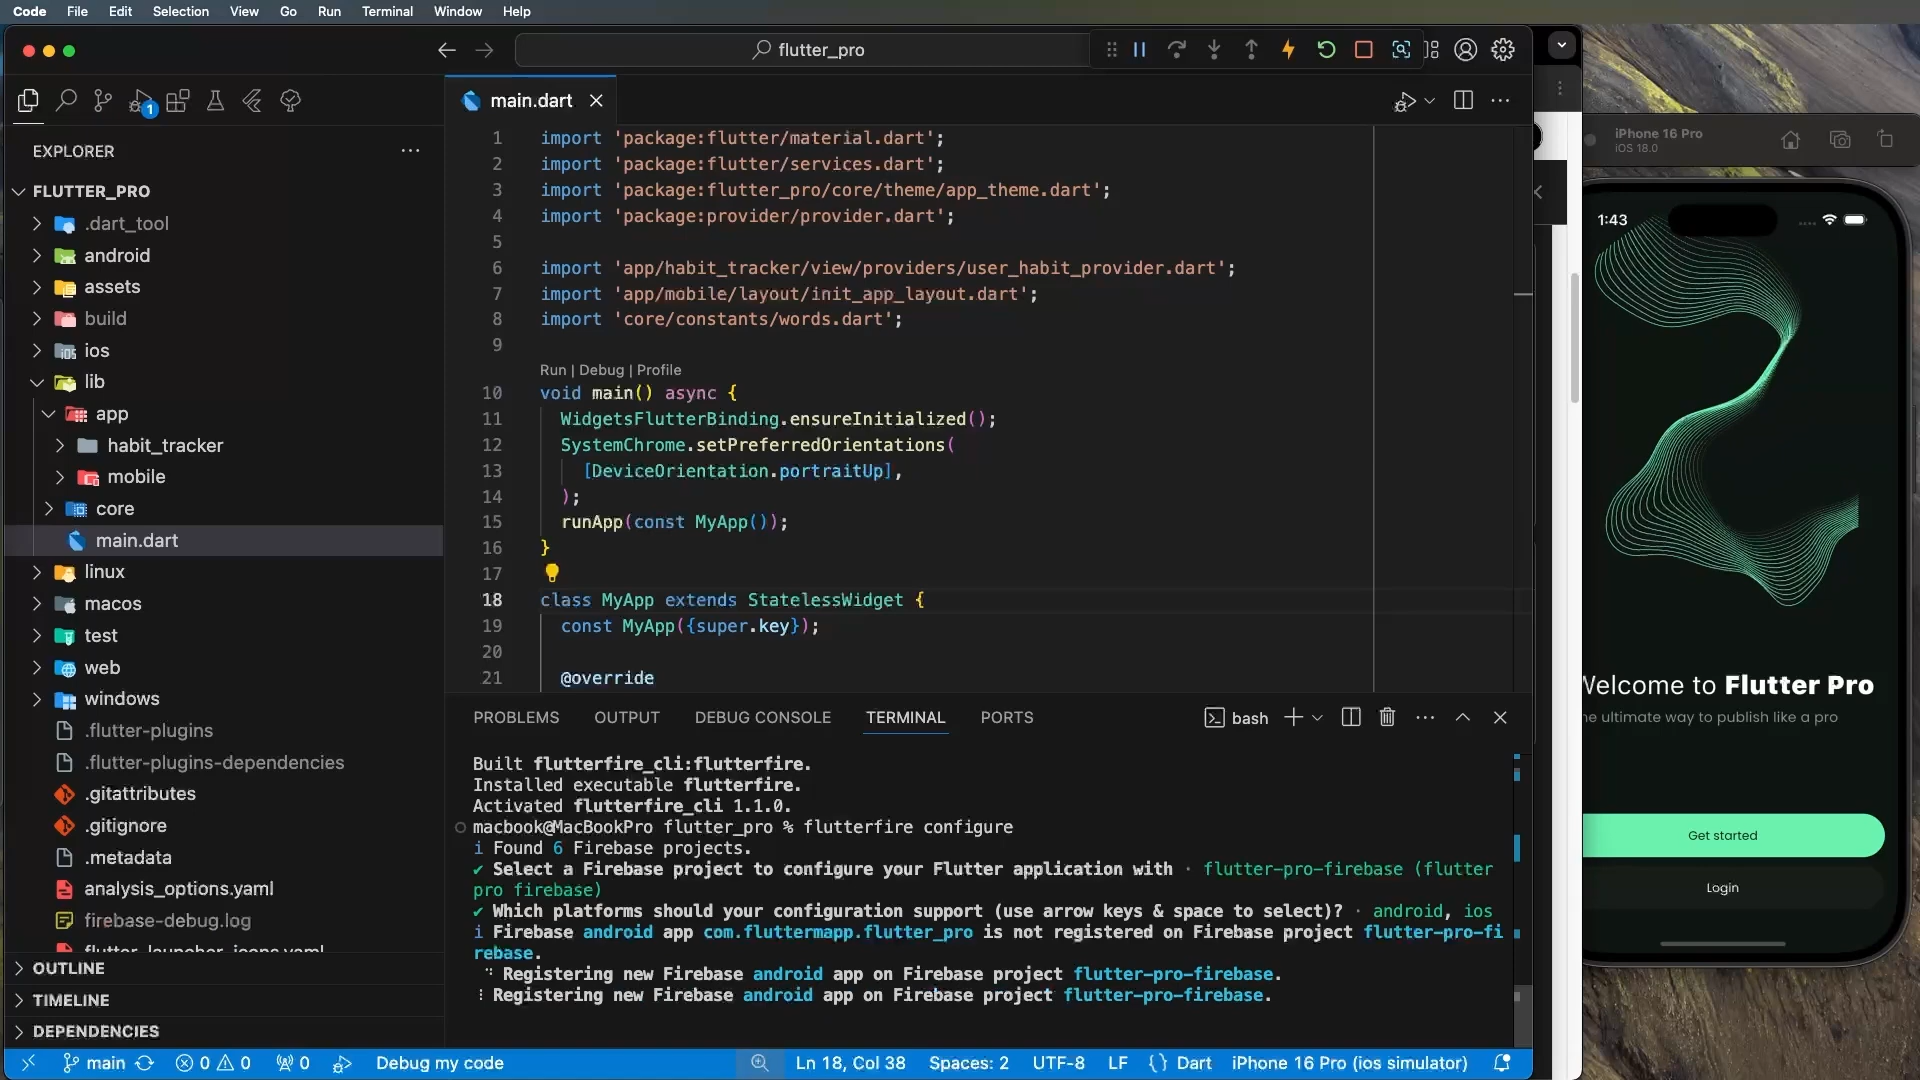 Code File Edit Selection View Go Run Terminal Window Help
flutter_pro
1
main.dart
EXPLORER
FLUTTER_PRO
.dart_tool
android
assets
build
ios
lib
app
habit_tracker
mobile
core
main.dart
linux
macos
test
web
windows
.flutter-plugins
.flutter-plugins-dependencies
.gitattributes
.gitignore
.metadata
analysis_options.yaml
firebase-debug.log
flutter_launcher_icons.yaml
OUTLINE
TIMELINE
DEPENDENCIES
1 import 'package:flutter/material.dart';
2 import 'package:flutter/services.dart';
3 import 'package:flutter_pro/core/theme/app_theme.dart';
4 import 'package:provider/provider.dart';
5
6 import 'app/habit_tracker/view/providers/user_habit_provider.dart';
7 import 'app/mobile/layout/init_app_layout.dart';
8 import 'core/constants/words.dart';
9
Run | Debug | Profile
10 void main() async {
11 WidgetsFlutterBinding.ensureInitialized();
12 SystemChrome.setPreferredOrientations(
13 [DeviceOrientation.portraitUp],
14 );
15 runApp(const MyApp());
16 }
17
18 class MyApp extends StatelessWidget {
19 const MyApp({super.key});
20
21 @override
PROBLEMS OUTPUT DEBUG CONSOLE TERMINAL PORTS bash
Built flutterfire_cli:flutterfire.
Installed executable flutterfire.
Activated flutterfire_cli 1.1.0.
macbook@MacBookPro flutter_pro % flutterfire configure
i Found 6 Firebase projects.
✔ Select a Firebase project to configure your Flutter application with · flutter-pro-firebase (flutter
pro firebase)
✔ Which platforms should your configuration support (use arrow keys & space to select)? · android, ios
i Firebase android app com.fluttermapp.flutter_pro is not registered on Firebase project flutter-pro-fi
rebase.
Registering new Firebase android app on Firebase project flutter-pro-firebase.
Registering new Firebase android app on Firebase project flutter-pro-firebase.
main 0 0 0 Debug my code Ln 18, Col 38 Spaces: 2 UTF-8 LF {} Dart iPhone 16 Pro (ios simulator)
iPhone 16 Pro
iOS 18.0
1:43
Welcome to Flutter Pro
he ultimate way to publish like a pro
Get started
Login